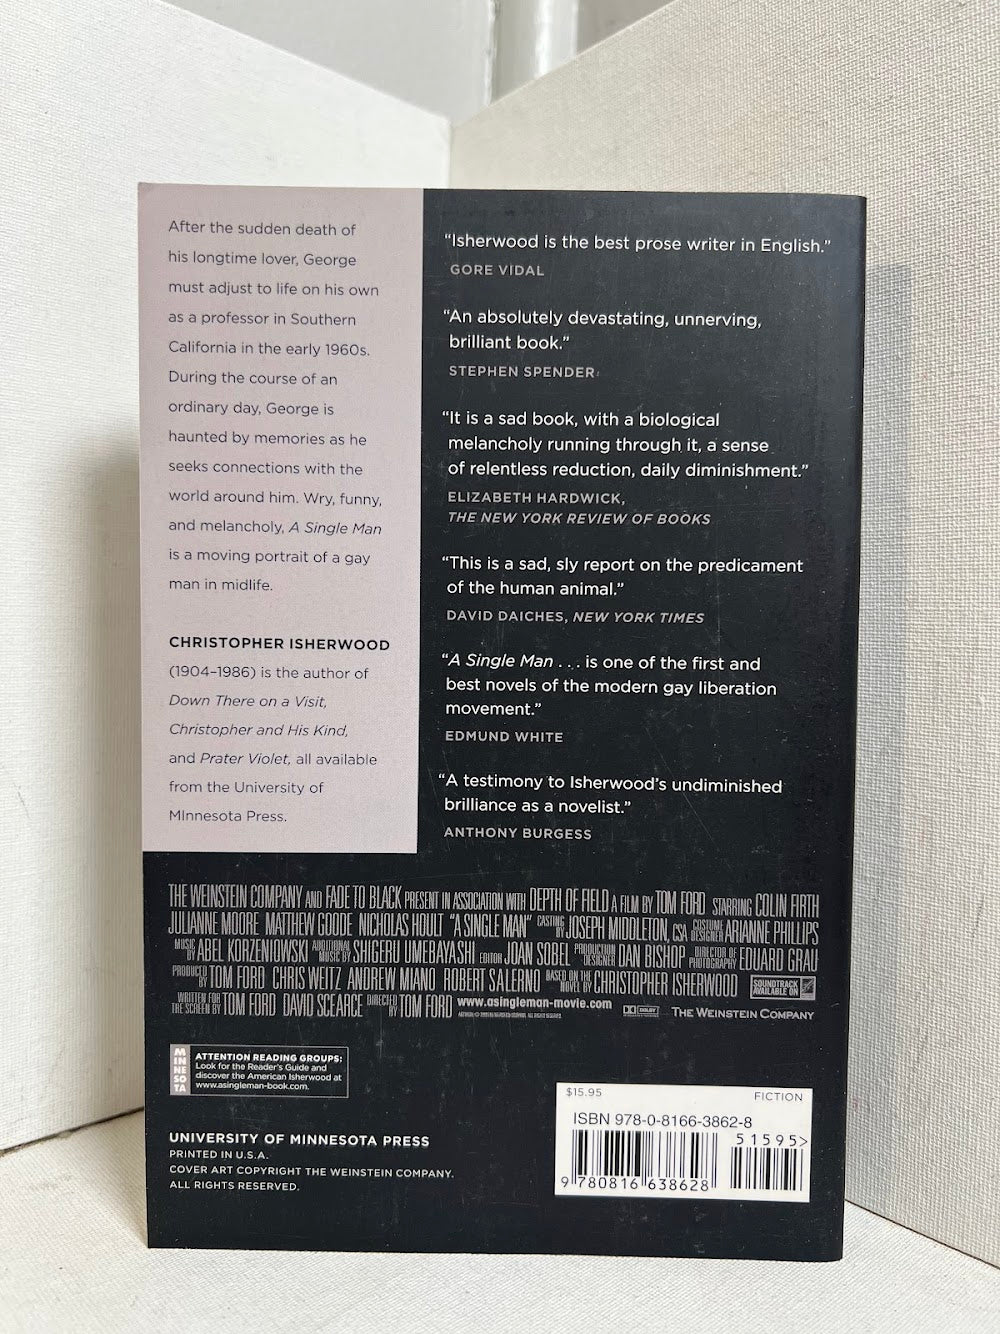 After the sudden death of
his longtime lover, George
must adjust to life on his own
as a professor in Southern
California in the early 1960s.
During the course of an
ordinary day, George is
haunted by memories as he
seeks connections with the
world around him. Wry, funny,
and melancholy, A Single Man
is a moving portrait of a gay
man in midlife.
CHRISTOPHER ISHERWOOD
(1904–1986) is the author of
Down There on a Visit,
Christopher and His Kind,
and Prater Violet, all available
from the University of
MInnesota Press.
“Isherwood is the best prose writer in English.”
GORE VIDAL
“An absolutely devastating, unnerving,
brilliant book.”
STEPHEN SPENDER
“It is a sad book, with a biological
melancholy running through it, a sense
of relentless reduction, daily diminishment.”
ELIZABETH HARDWICK,
THE NEW YORK REVIEW OF BOOKS
“This is a sad, sly report on the predicament
of the human animal.”
DAVID DAICHES, NEW YORK TIMES
“A Single Man . . . is one of the first and
best novels of the modern gay liberation
movement.”
EDMUND WHITE
“A testimony to Isherwood’s undiminished
brilliance as a novelist.”
ANTHONY BURGESS
THE WEINSTEIN COMPANY AND FADE TO BLACK PRESENT IN ASSOCIATION WITH DEPTH OF FIELD A FILM BY TOM FORD STARRING COLIN FIRTH
JULIANNE MOORE MATTHEW GOODE NICHOLAS HOULT “A SINGLE MAN” CASTING BY JOSEPH MIDDLETON, CSA COSTUME DESIGNER ARIANNE PHILLIPS
MUSIC BY ABEL KORZENIOWSKI ADDITIONAL MUSIC BY SHIGERU UMEBAYASHI EDITOR JOAN SOBEL PRODUCTION DESIGNER DAN BISHOP DIRECTOR OF PHOTOGRAPHY EDUARD GRAU
PRODUCED BY TOM FORD CHRIS WEITZ ANDREW MIANO ROBERT SALERNO BASED ON THE NOVEL BY CHRISTOPHER ISHERWOOD SOUNDTRACK AVAILABLE ON
WRITTEN FOR THE SCREEN BY TOM FORD DAVID SCEARCE DIRECTED BY TOM FORD www.asingleman-movie.com DOLBY THE WEINSTEIN COMPANY
MINNESOTA
ATTENTION READING GROUPS:
Look for the Reader's Guide and
discover the American Isherwood at
www.asingleman-book.com.
UNIVERSITY OF MINNESOTA PRESS
PRINTED IN U.S.A.
COVER ART COPYRIGHT THE WEINSTEIN COMPANY.
ALL RIGHTS RESERVED.
$15.95 FICTION
ISBN 978-0-8166-3862-8
51595>
9 780816 638628